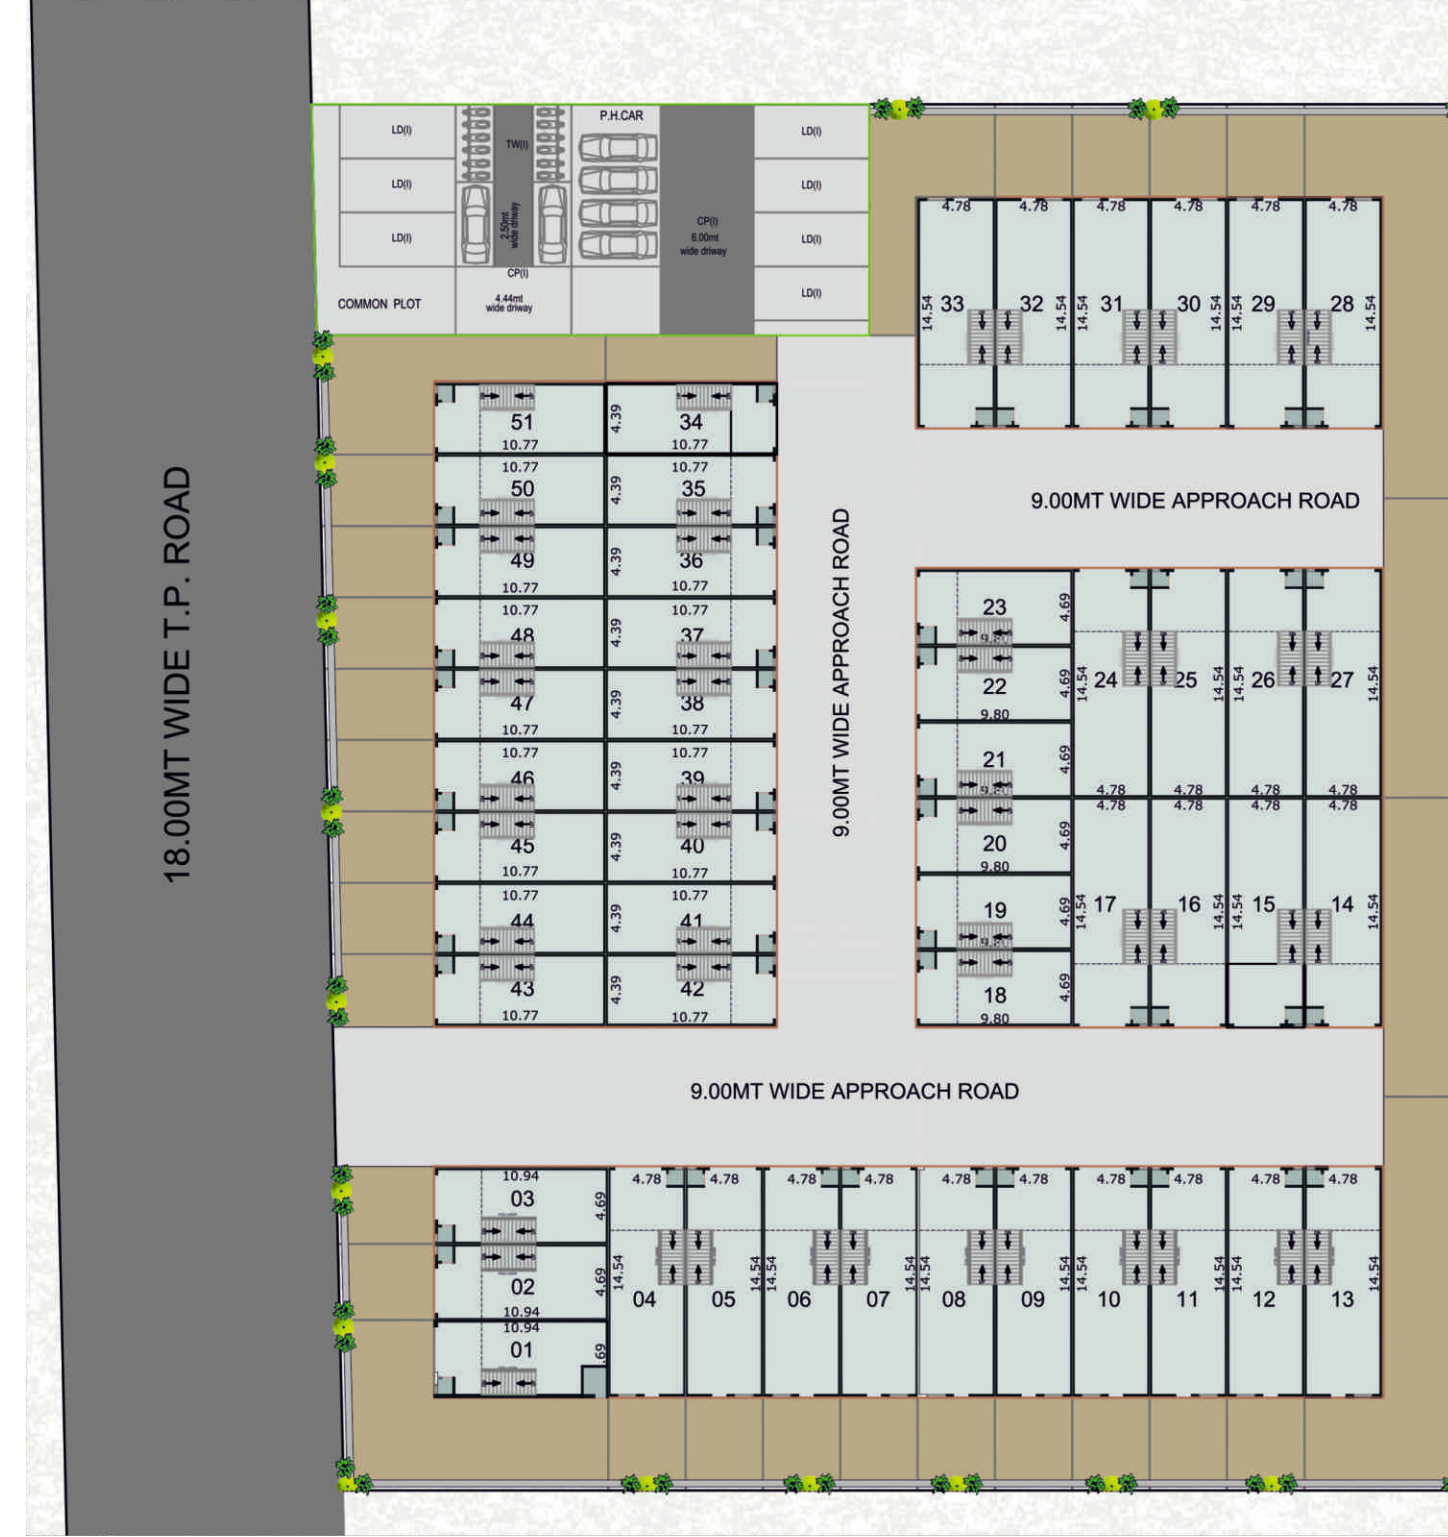 P.H.CAR
LD(I)
TW(I)
LD(I)
LD(I)
LD(I)
2.50mt
wide driway
CP(I)
6.00mt
wide driway
LD(I)
LD(I)
CP(I)
COMMON PLOT
4.44mt
wide driway
LD(I)
4.78 4.78 4.78 4.78 4.78 4.78
33 32 31 30 29 28
14.54 14.54 14.54 14.54 14.54 14.54
18.00MT WIDE T.P. ROAD
51 4.39 34
10.77 10.77
10.77 10.77
50 4.39 35
49 4.39 36
10.77 10.77
10.77 10.77
48 4.39 37
47 4.39 38
10.77 10.77
10.77 10.77
46 4.39 39
45 4.39 40
10.77 10.77
10.77 10.77
44 4.39 41
43 4.39 42
10.77 10.77
9.00MT WIDE APPROACH ROAD
9.00MT WIDE APPROACH ROAD
23 4.69
22 4.69
9.80
21 4.69
20 4.69
9.80
19 4.69
18 4.69
9.80
24 25 26 27
14.54 14.54 14.54 14.54
4.78 4.78 4.78 4.78
4.78 4.78 4.78 4.78
17 16 15 14
14.54 14.54 14.54 14.54
9.00MT WIDE APPROACH ROAD
10.94
03 4.69
02 4.69
10.94
10.94
01 .69
4.78 4.78 4.78 4.78 4.78 4.78 4.78 4.78 4.78 4.78
14.54 14.54 14.54 14.54 14.54 14.54 14.54 14.54 14.54 14.54
04 05 06 07 08 09 10 11 12 13